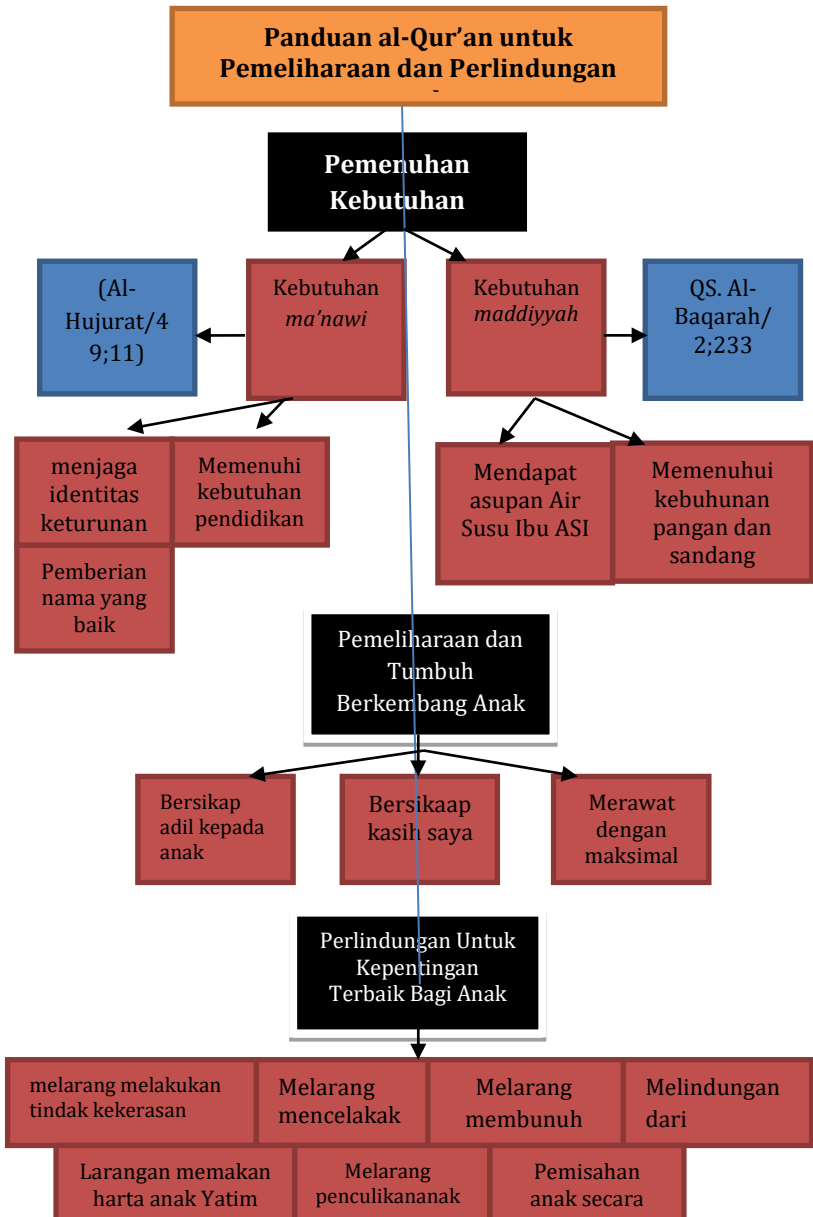 Panduan al-Qur’an untuk
Pemeliharaan dan Perlindungan
Pemenuhan
Kebutuhan
(Al-
Hujurat/4
9;11)
Kebutuhan
ma’nawi
Kebutuhan
maddiyyah
QS. Al-
Baqarah/
2;233
menjaga
identitas
keturunan
Memenuhi
kebutuhan
pendidikan
Mendapat
asupan Air
Susu Ibu ASI
Memenuhui
kebuhunan
pangan dan
sandang
Pemberian
nama yang
baik
Pemeliharaan dan
Tumbuh
Berkembang Anak
Bersikap
adil kepada
anak
Bersikaap
kasih saya
Merawat
dengan
maksimal
Perlindungan Untuk
Kepentingan
Terbaik Bagi Anak
melarang melakukan
tindak kekerasan
Melarang
mencelakak
Melarang
membunuh
Melindungan
dari
Larangan memakan
harta anak Yatim
Melarang
penculikananak
Pemisahan
anak secara